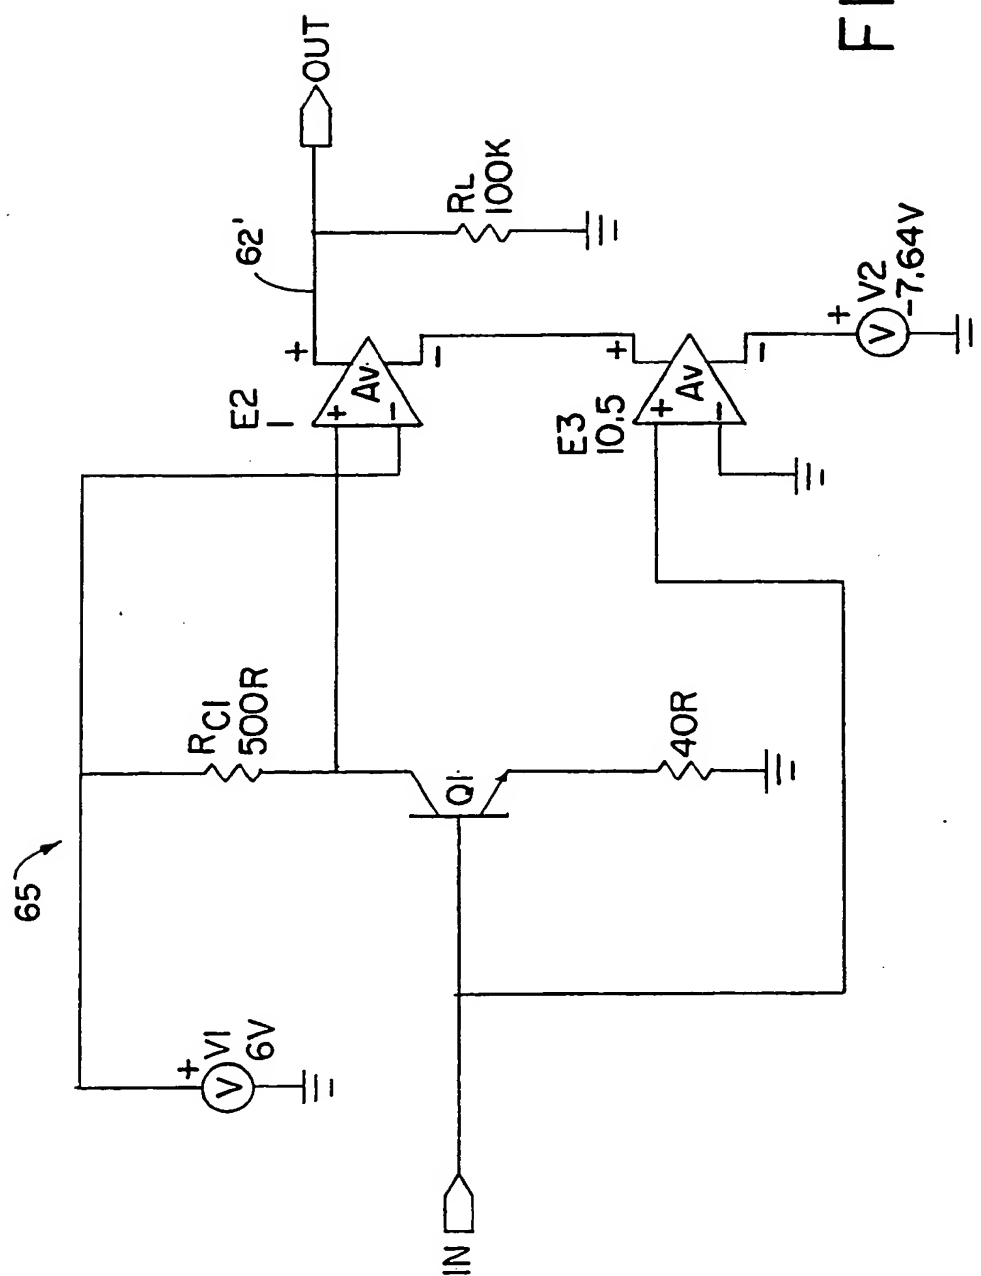 65
V1
6V
+
V
RC1
500R
Q1
40R
IN
E2
1
+
+
−
Av
−
62'
OUT
RL
100K
E3
10.5
+
+
−
Av
−
+
V2
−7.64V
V
FI